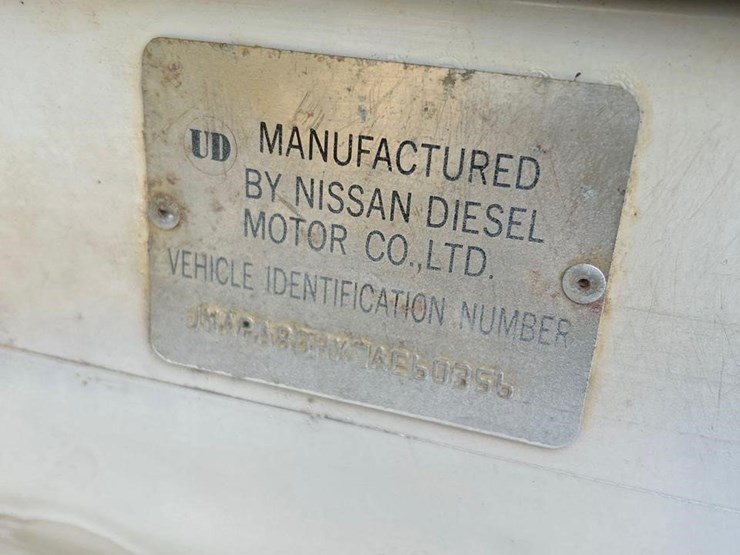 UD MANUFACTURED
BY NISSAN DIESEL
MOTOR CO.,LTD.
VEHICLE IDENTIFICATION NUMBER